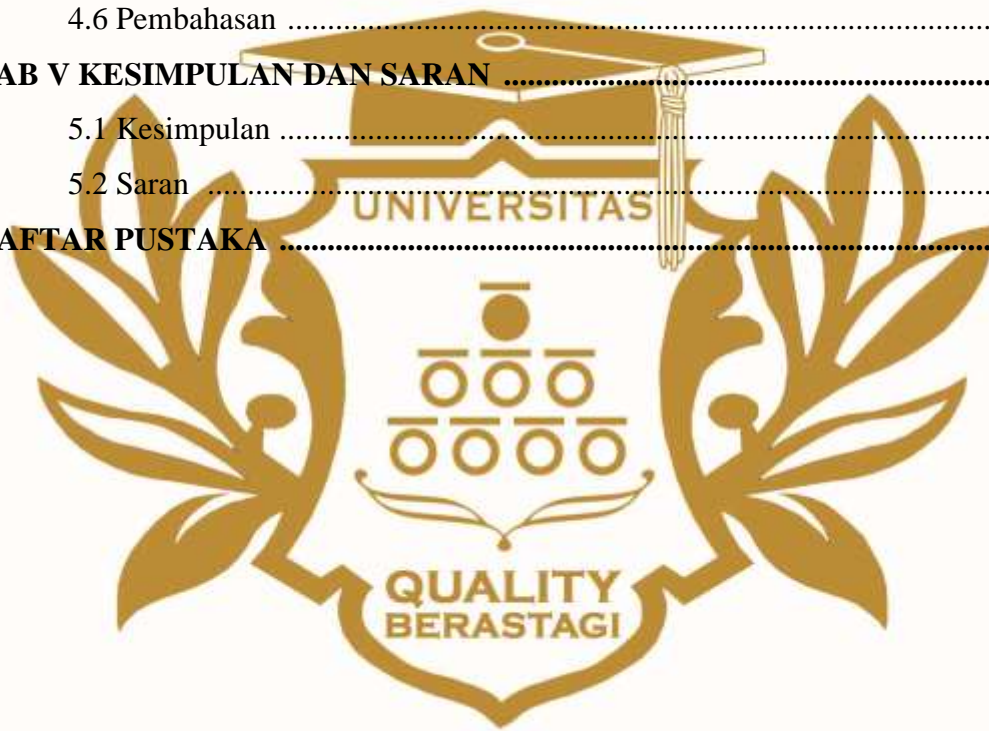 4.6 Pembahasan ........................................................................................
AB V KESIMPULAN DAN SARAN ............................................................
5.1 Kesimpulan ........................................................................................
5.2 Saran ........................................................................................
AFTAR PUSTAKA ........................................................................................
UNIVERSITAS
QUALITY
BERASTAGI